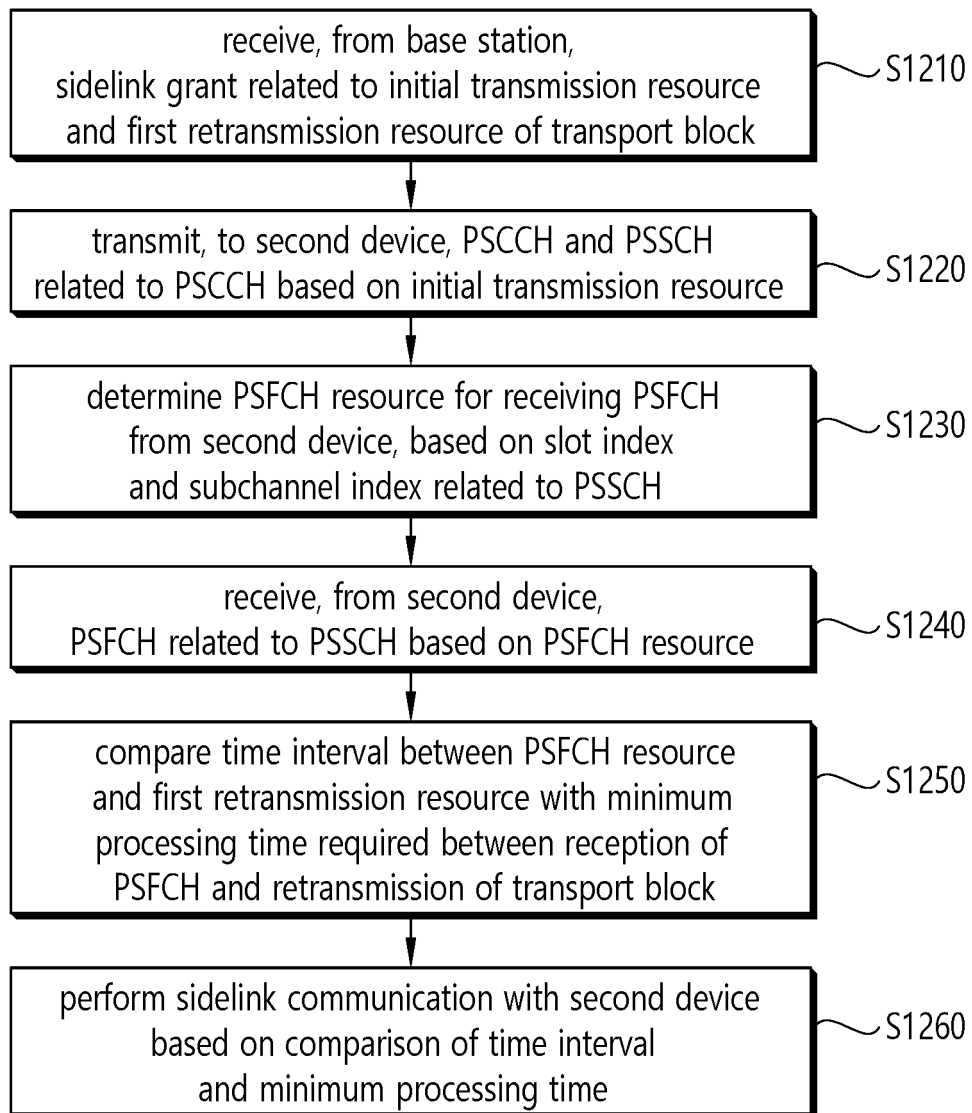 receive, from base station,
sidelink grant related to initial transmission resource
and first retransmission resource of transport block
S1210
transmit, to second device, PSCCH and PSSCH
related to PSCCH based on initial transmission resource
S1220
determine PSFCH resource for receiving PSFCH
from second device, based on slot index
and subchannel index related to PSSCH
S1230
receive, from second device,
PSFCH related to PSSCH based on PSFCH resource
S1240
compare time interval between PSFCH resource
and first retransmission resource with minimum
processing time required between reception of
PSFCH and retransmission of transport block
S1250
perform sidelink communication with second device
based on comparison of time interval
and minimum processing time
S1260